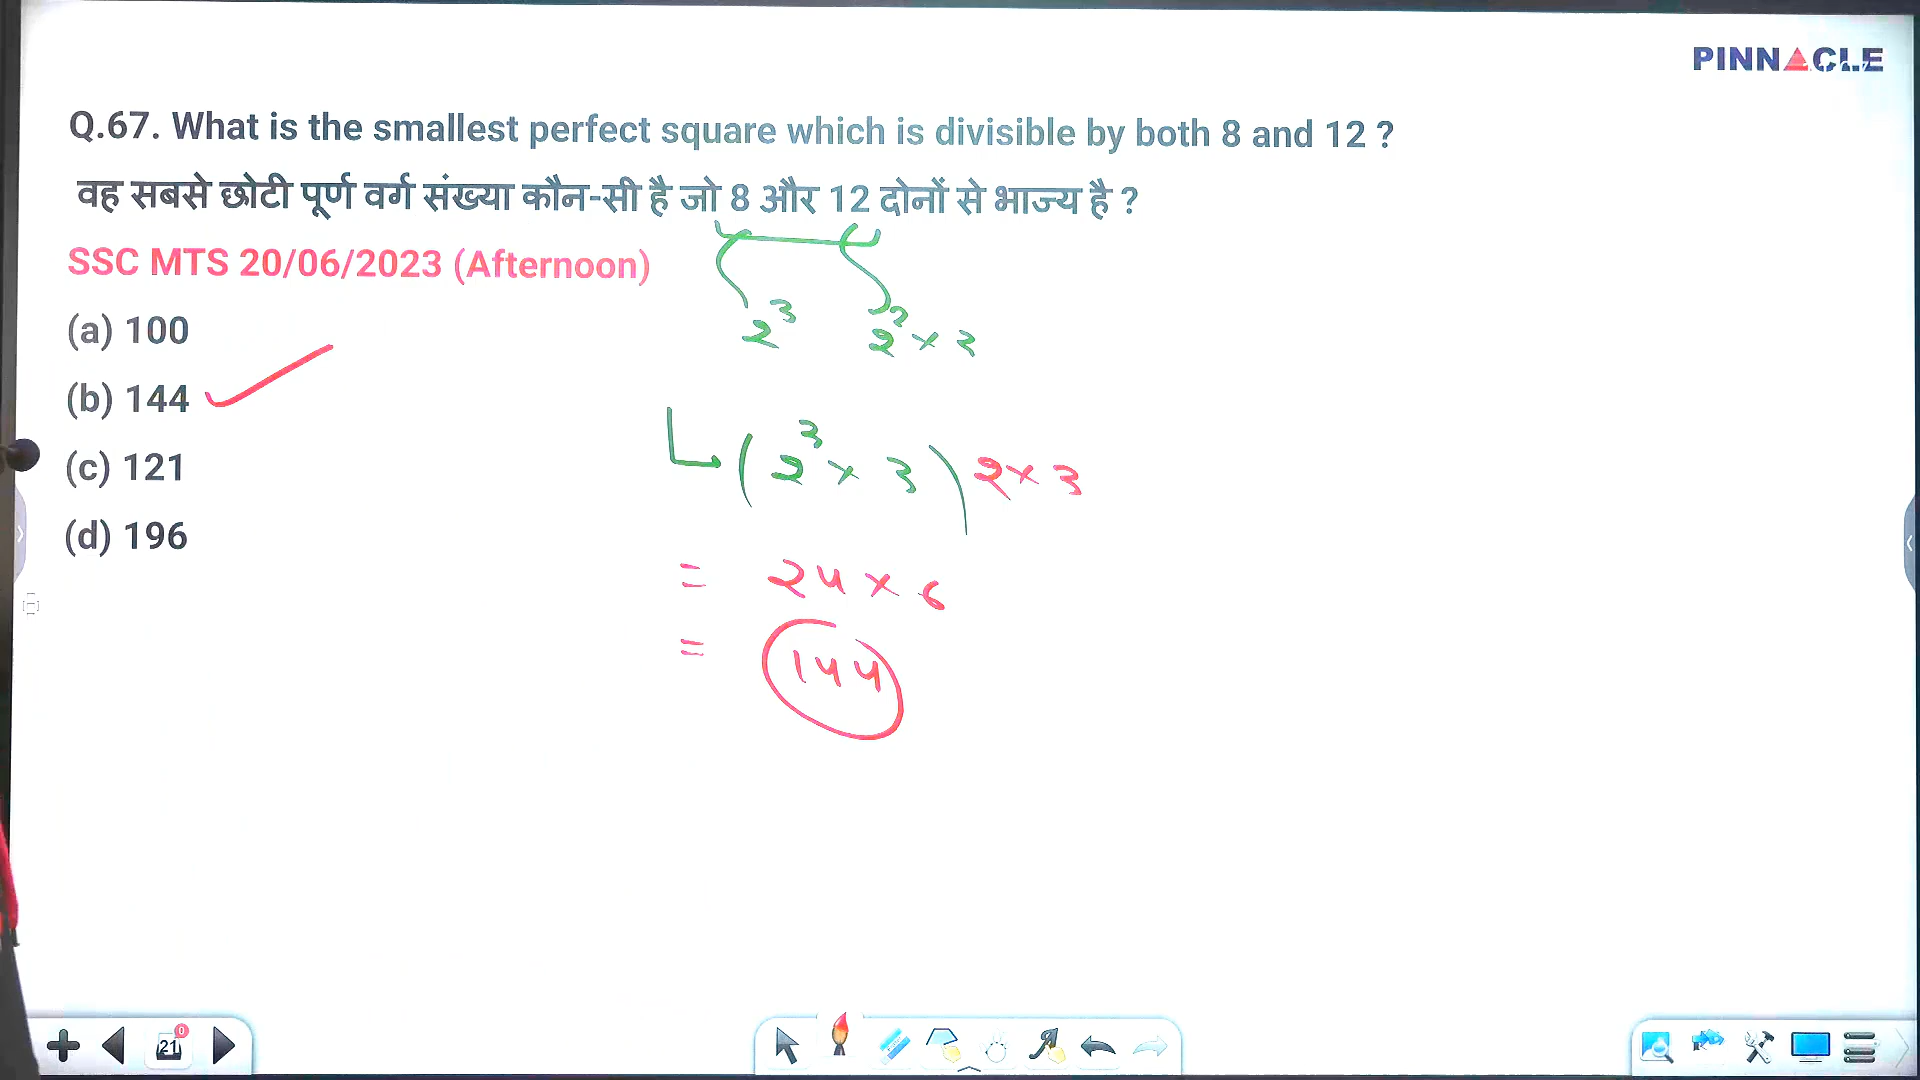 PINNACLE
Q.67. What is the smallest perfect square which is divisible by both 8 and 12 ?
वह सबसे छोटी पूर्ण वर्ग संख्या कौन-सी है जो 8 और 12 दोनों से भाज्य है ?
SSC MTS 20/06/2023 (Afternoon)
(a) 100
(b) 144
(c) 121
(d) 196
2³ 2² × 3
(2³ × 3) 2 × 3
= 24 × 6
= 144
0
21